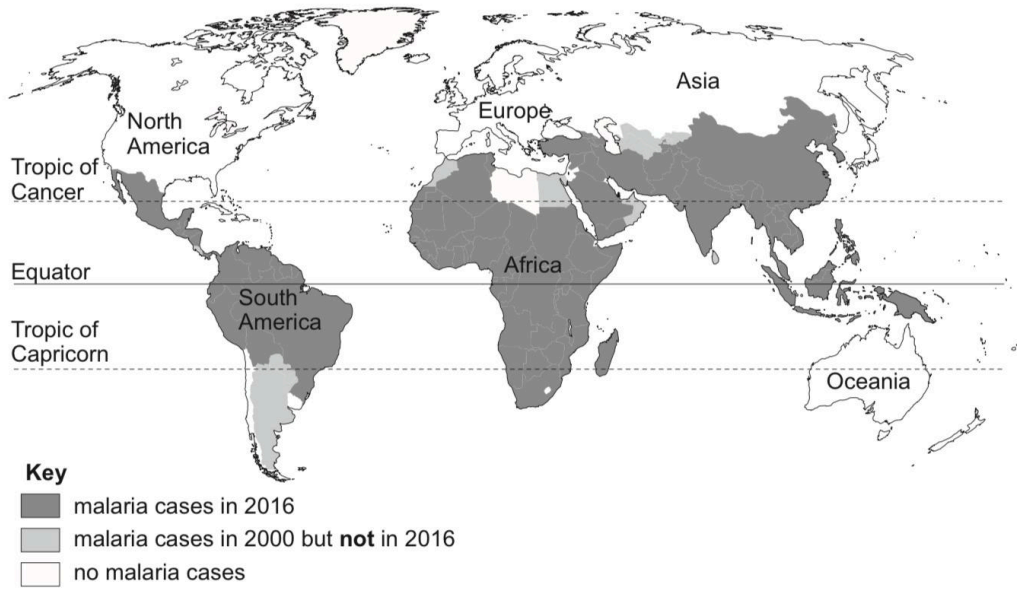 Asia
Europe
North
America
Tropic of
Cancer
Africa
Equator
South
America
Tropic of
Capricorn
Oceania
Key
malaria cases in 2016
malaria cases in 2000 but not in 2016
no malaria cases